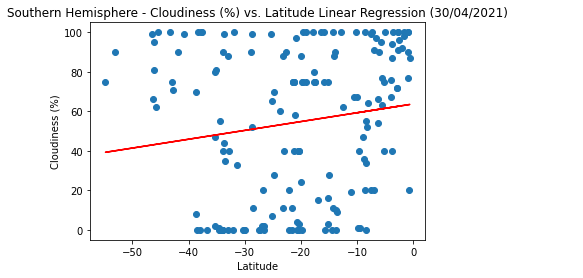 Southern Hemisphere - Cloudiness (%) vs. Latitude Linear Regression (30/04/2021)
100
80
60
40
20
0
Cloudiness (%)
−50 −40 −30 −20 −10 0
Latitude